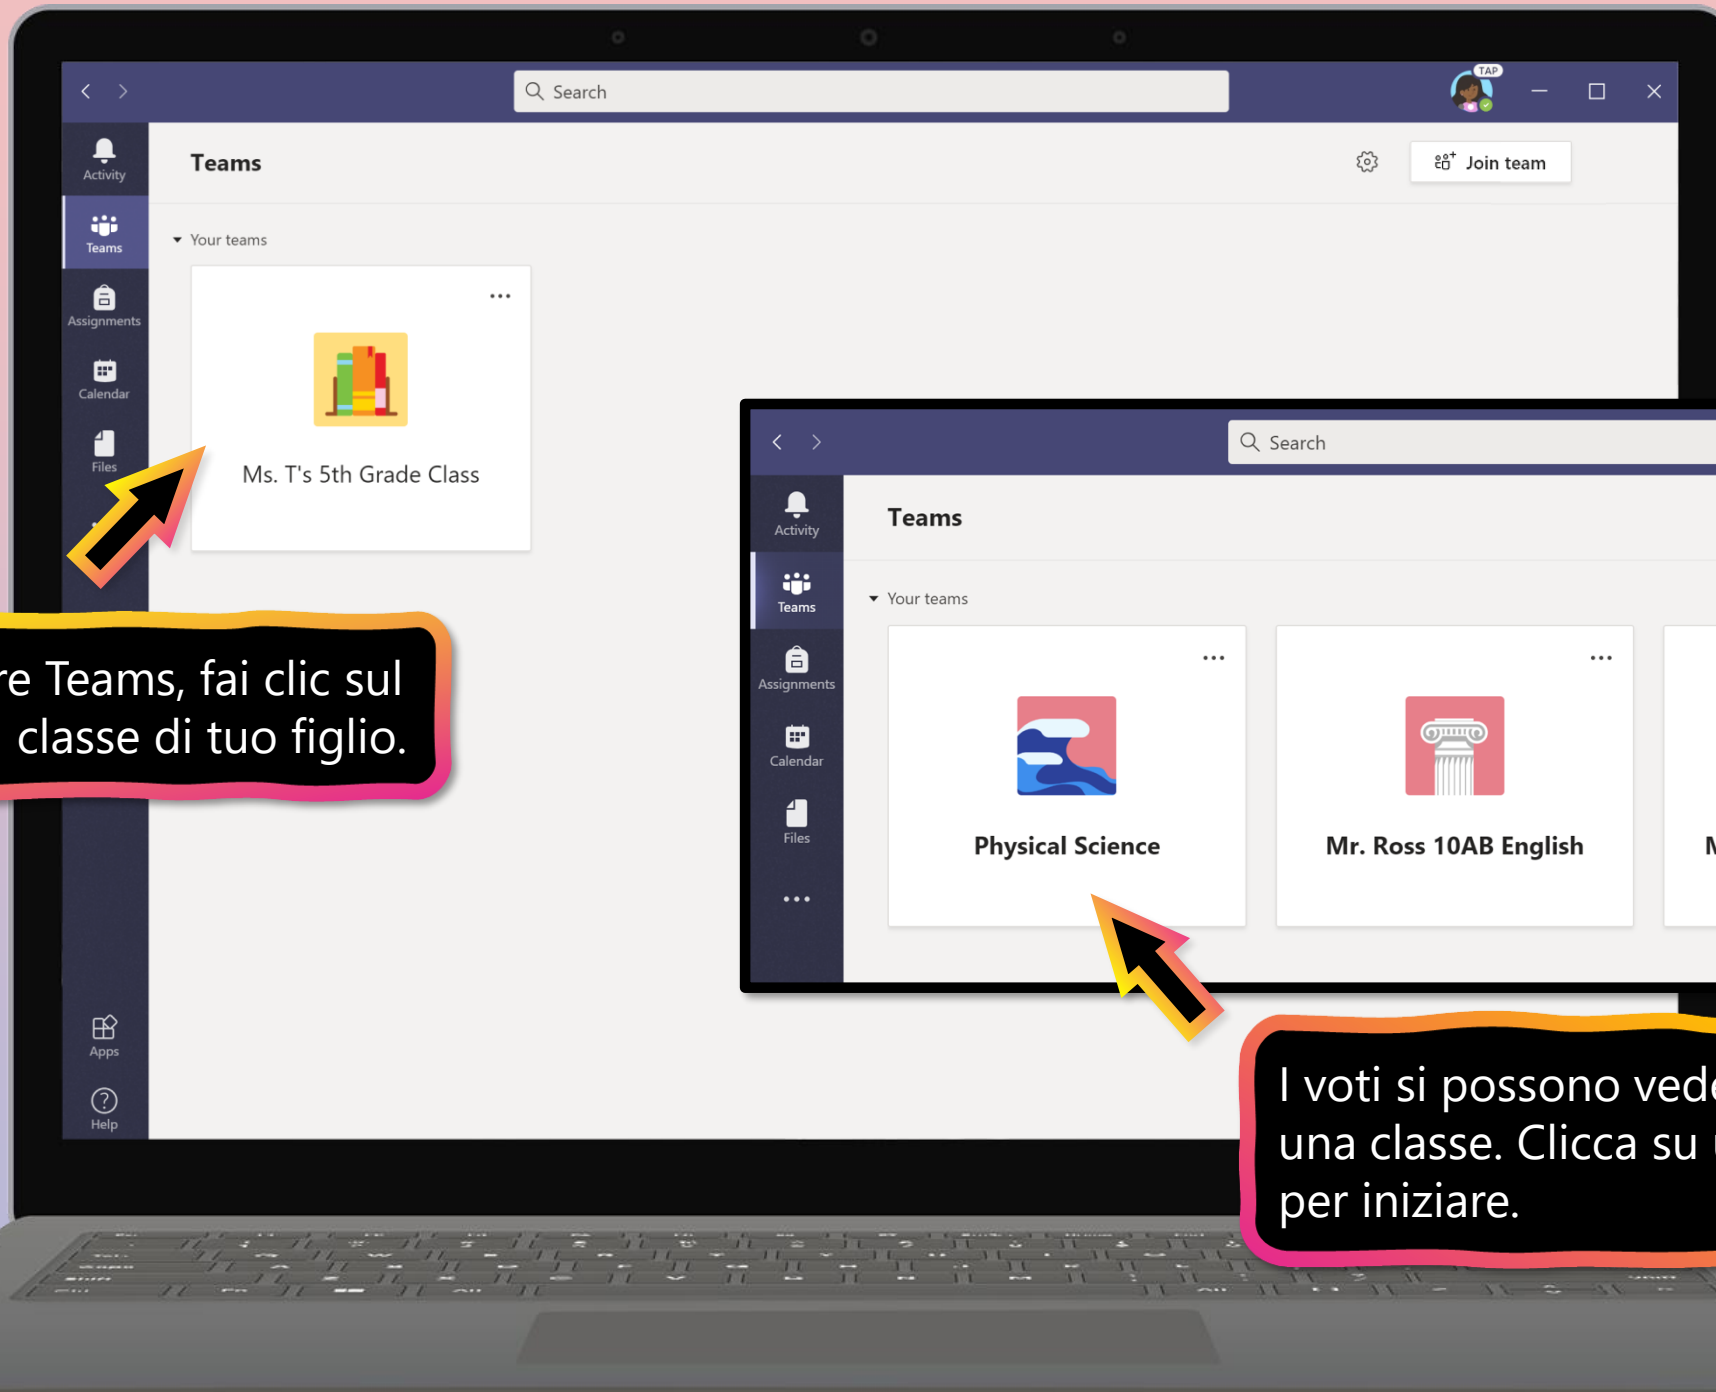 TAP
Search
Teams
Join team
Activity
Teams
Assignments
Calendar
Files
Apps
Help
Your teams
Ms. T's 5th Grade Class
Teams, fai clic sul
classe di tuo figlio.
Search
Teams
Activity
Teams
Assignments
Calendar
Files
Your teams
Physical Science
Mr. Ross 10AB English
I voti si possono
una classe. Clicca su
per iniziare.